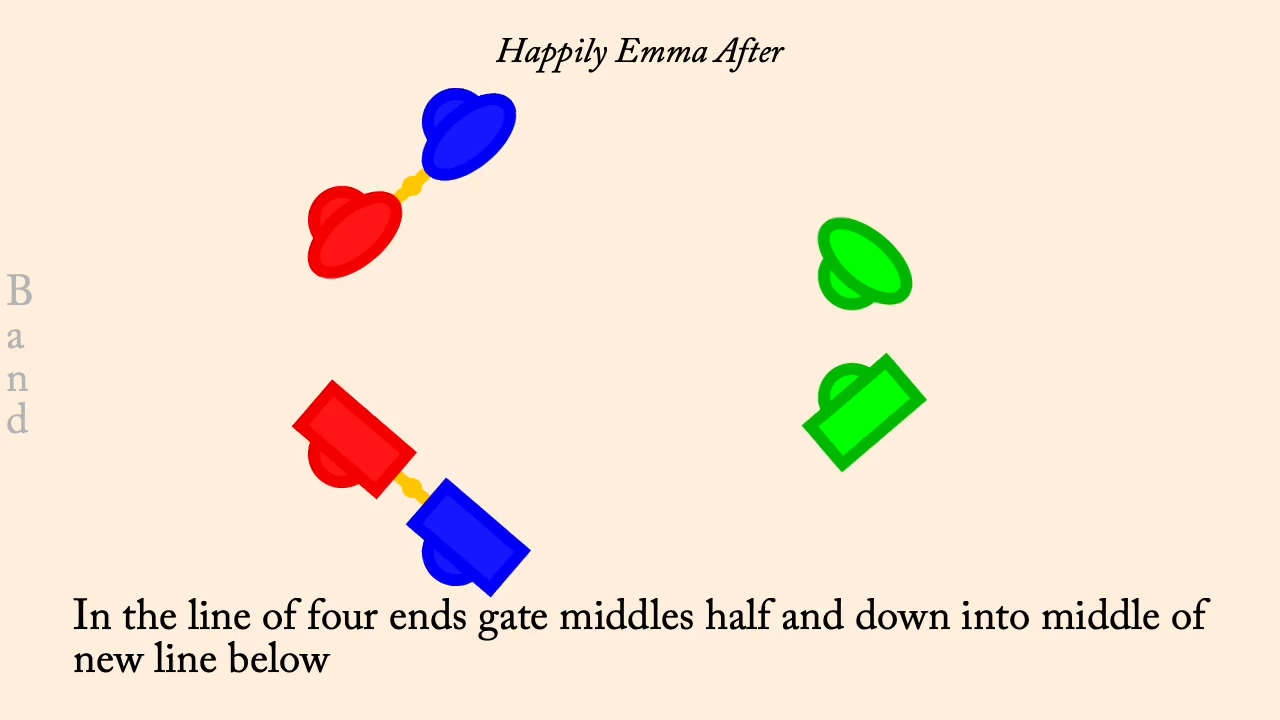 Happily Emma After
Band
In the line of four ends gate middles half and down into middle of
new line below